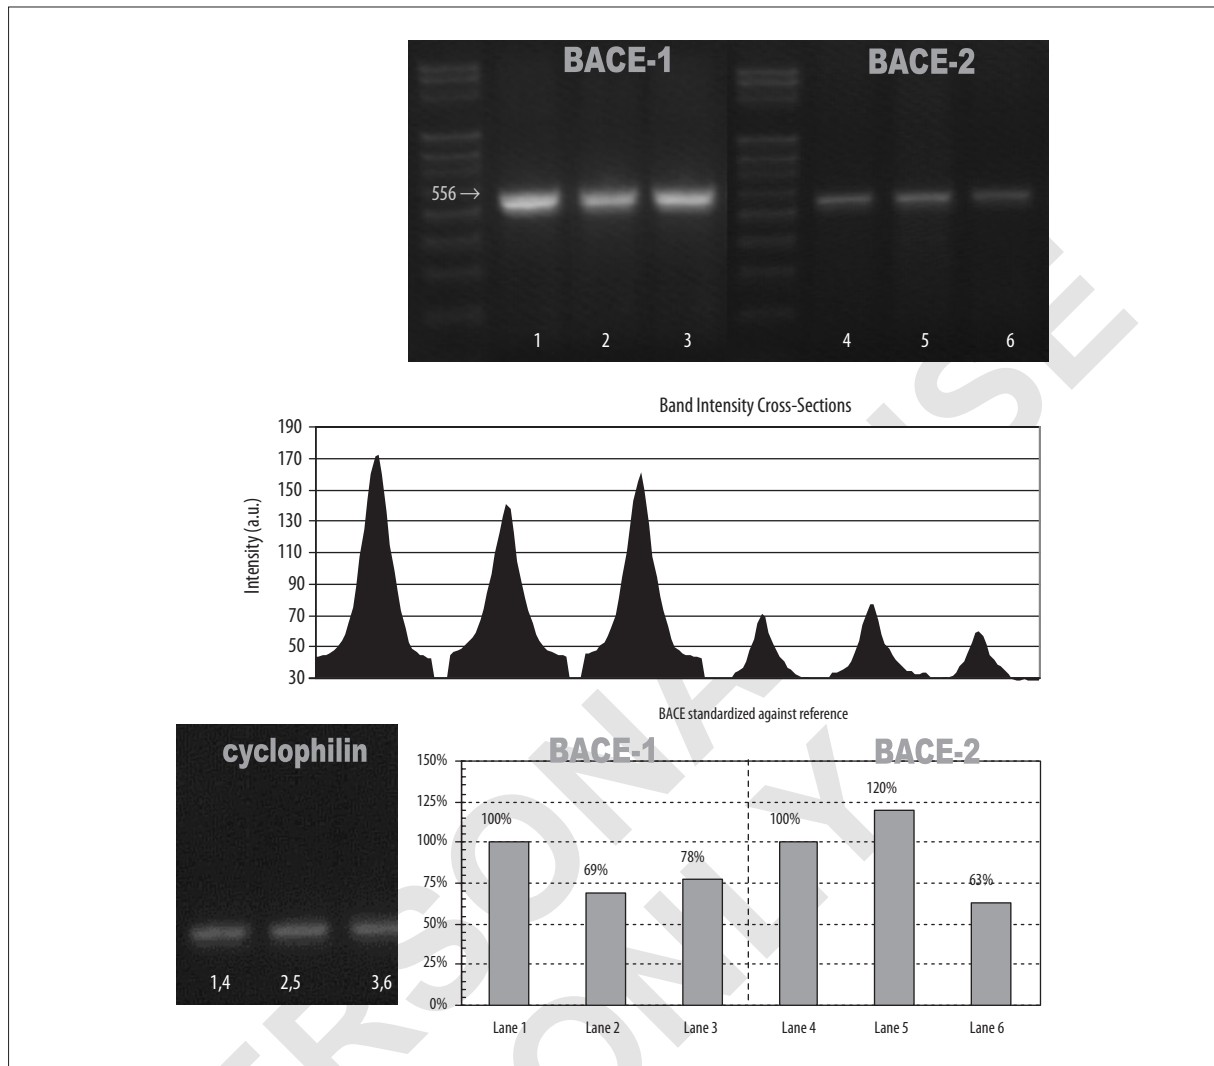 BACE-1 BACE-2
556 →
1 2 3 4 5 6
Band Intensity Cross-Sections
Intensity (a.u.)
190
170
150
130
110
90
70
50
30
BACE standardized against reference
cyclophilin
1,4 2,5 3,6
BACE-1 BACE-2
150%
125%
100%
75%
50%
25%
0%
100%
69%
78%
100%
120%
63%
Lane 1 Lane 2 Lane 3 Lane 4 Lane 5 Lane 6
ONLY